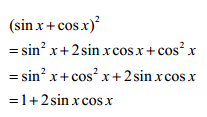 (sin x + cos x)²
= sin² x + 2 sin x cos x + cos² x
= sin² x + cos² x + 2 sin x cos x
= 1 + 2 sin x cos x